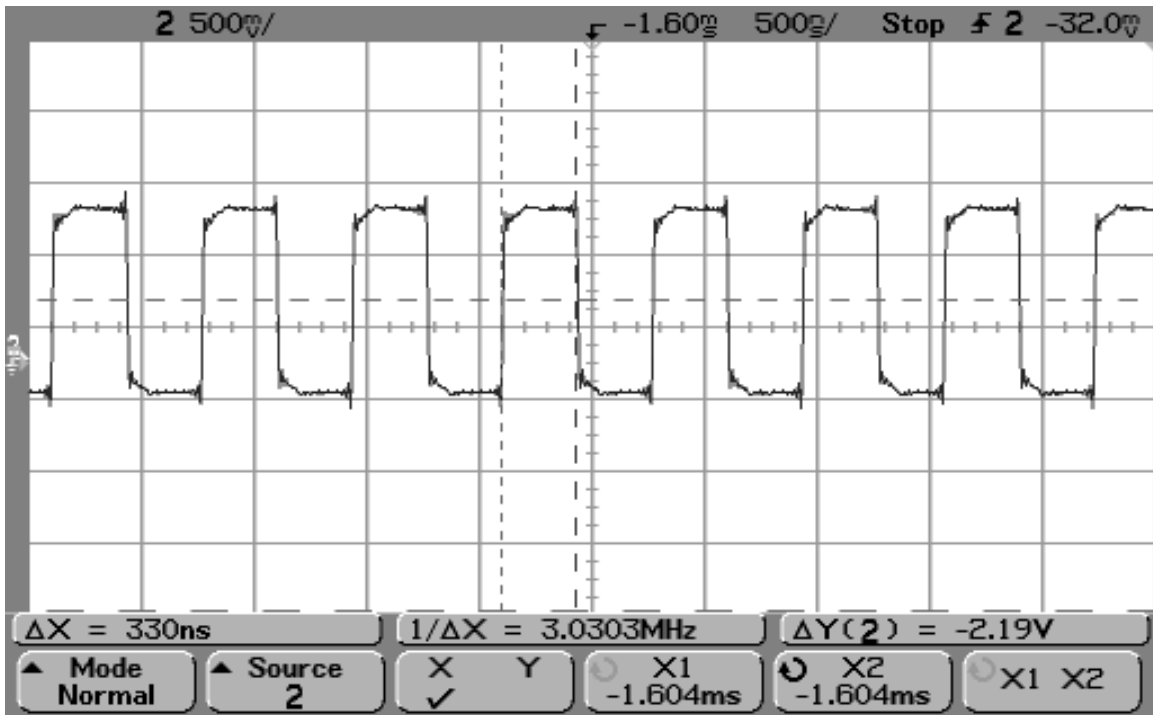 2 500mV/ -1.60ms 500ns/ Stop 2 -32.0mV
ΔX = 330ns 1/ΔX = 3.0303MHz ΔY(2) = -2.19V
Mode Source X Y X1 X2 X1 X2
Normal 2 ✓ -1.604ms -1.604ms